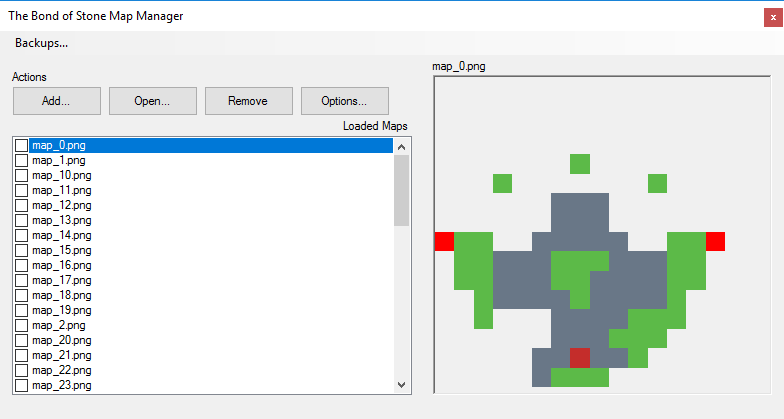 The Bond of Stone Map Manager
x
Backups...
Actions
Add...
Open...
Remove
Options...
Loaded Maps
map_0.png
map_1.png
map_10.png
map_11.png
map_12.png
map_13.png
map_14.png
map_15.png
map_16.png
map_17.png
map_18.png
map_19.png
map_2.png
map_20.png
map_21.png
map_22.png
map_23.png
map_0.png